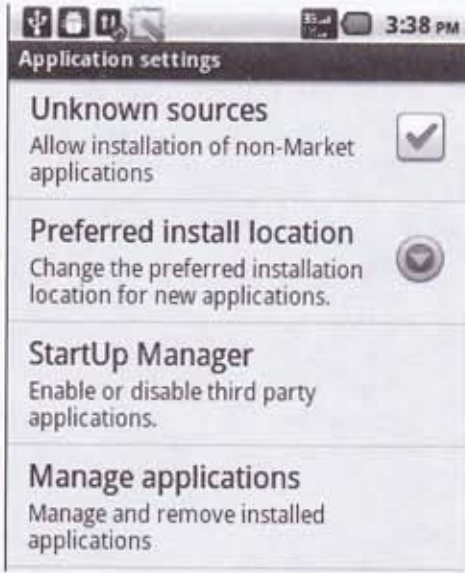 3:38 PM
Application settings
Unknown sources
Allow installation of non-Market
applications
Preferred install location
Change the preferred installation
location for new applications.
StartUp Manager
Enable or disable third party
applications.
Manage applications
Manage and remove installed
applications